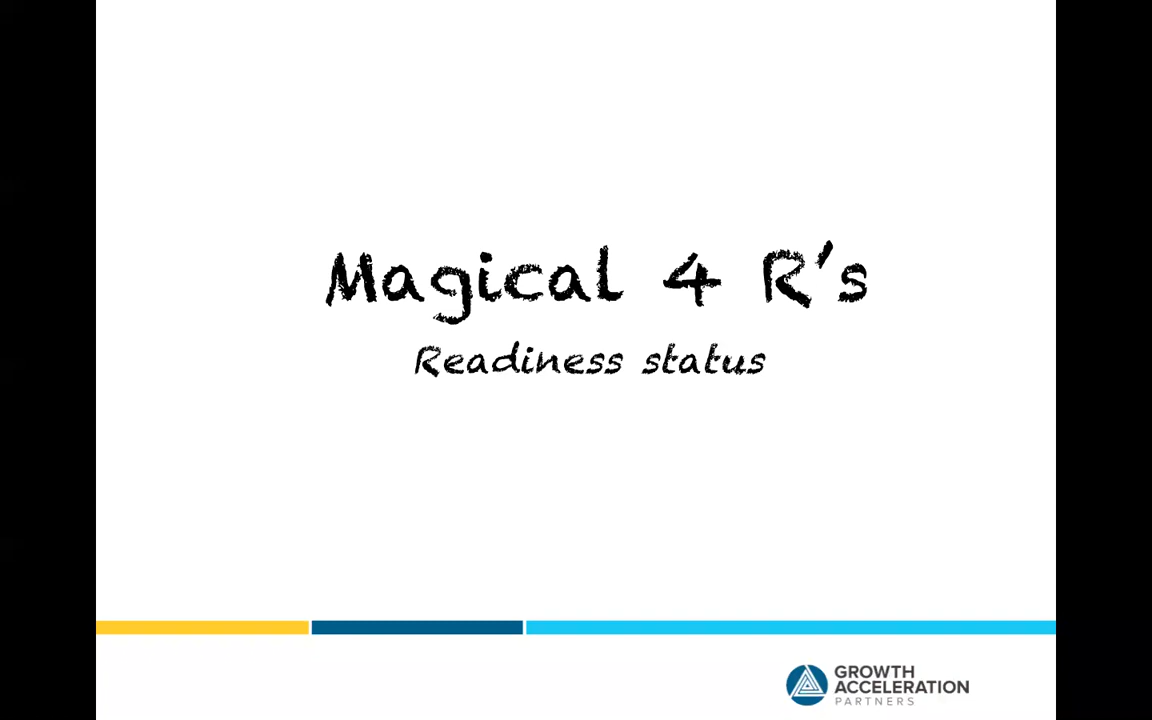 Magical 4 R's
Readiness status
GROWTH
ACCELERATION
PARTNERS